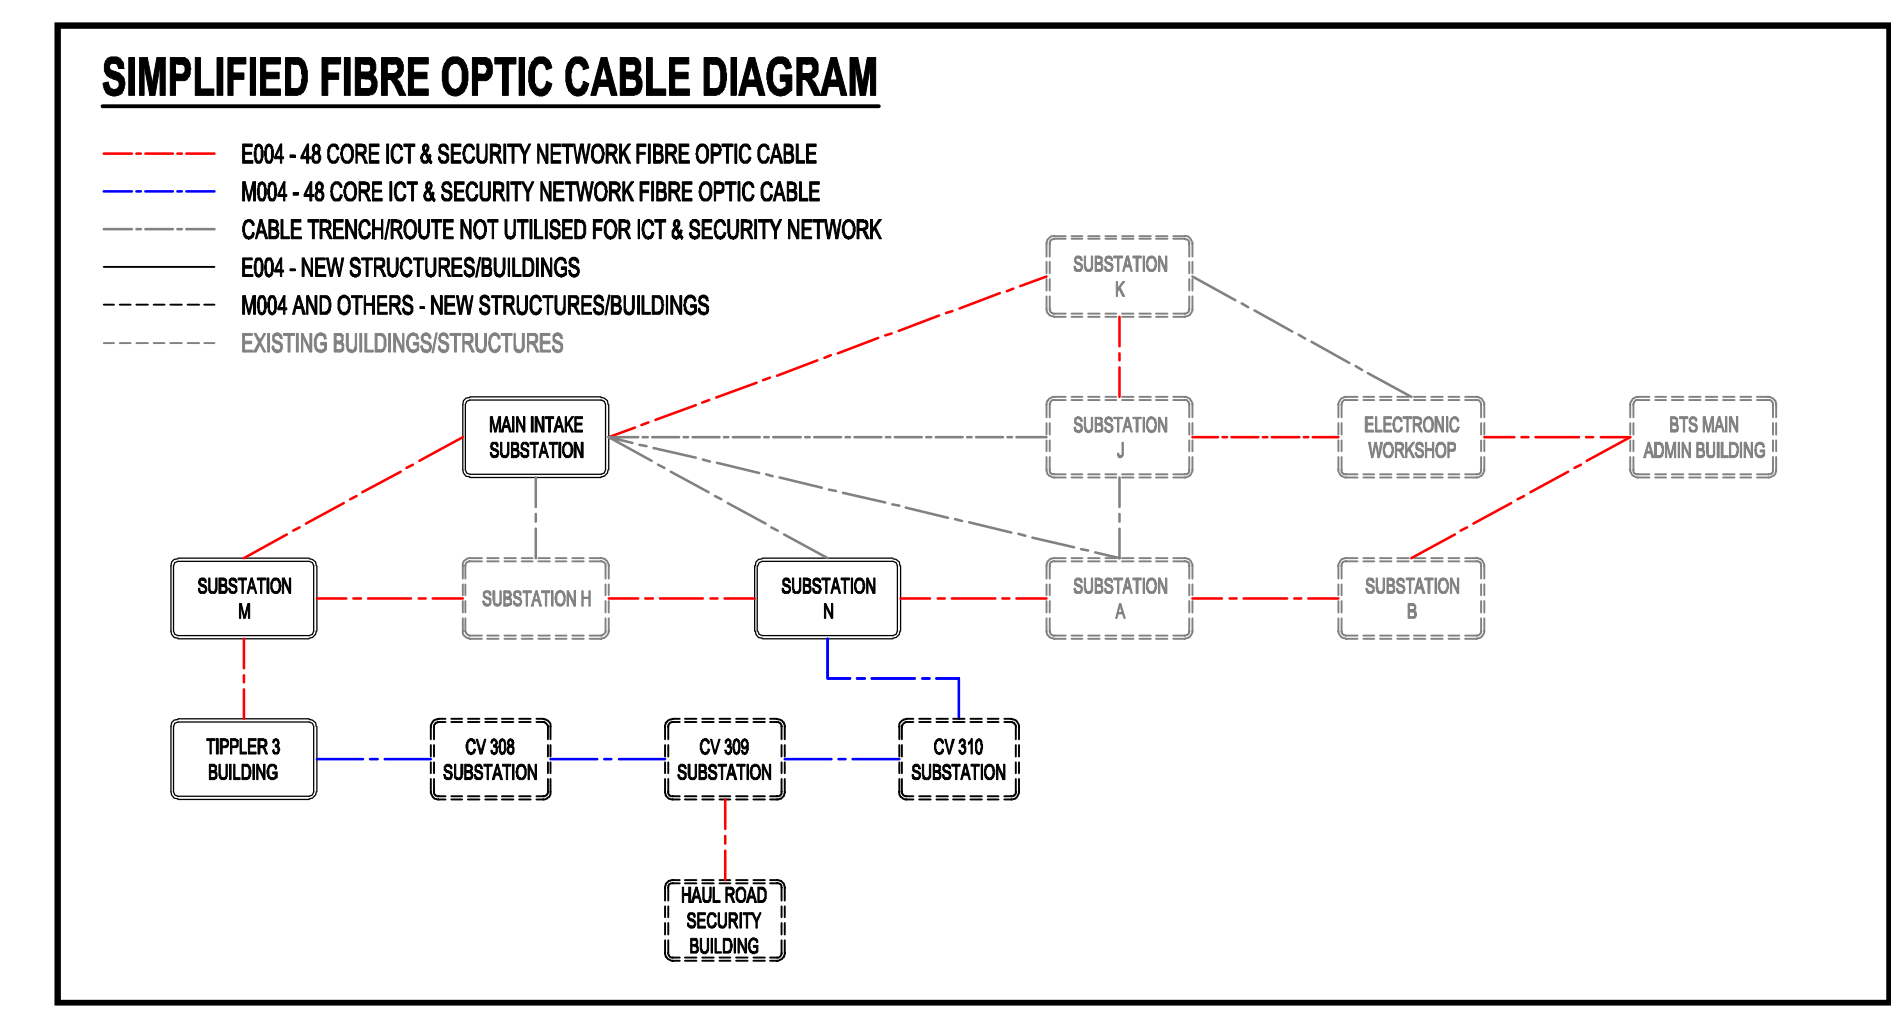 SIMPLIFIED FIBRE OPTIC CABLE DIAGRAM
E004 - 48 CORE ICT & SECURITY NETWORK FIBRE OPTIC CABLE
M004 - 48 CORE ICT & SECURITY NETWORK FIBRE OPTIC CABLE
CABLE TRENCH/ROUTE NOT UTILISED FOR ICT & SECURITY NETWORK
E004 - NEW STRUCTURES/BUILDINGS
M004 AND OTHERS - NEW STRUCTURES/BUILDINGS
EXISTING BUILDINGS/STRUCTURES
SUBSTATION
K
MAIN INTAKE
SUBSTATION
SUBSTATION
J
ELECTRONIC
WORKSHOP
BTS MAIN
ADMIN BUILDING
SUBSTATION
M
SUBSTATION H
SUBSTATION
N
SUBSTATION
A
SUBSTATION
B
TIPPLER 3
BUILDING
CV 308
SUBSTATION
CV 309
SUBSTATION
CV 310
SUBSTATION
HAUL ROAD
SECURITY
BUILDING